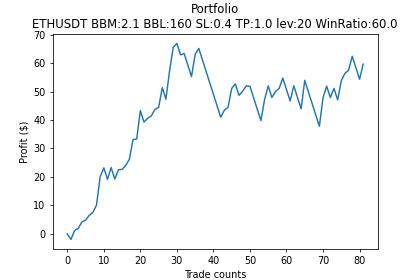 Portfolio
ETHUSDT BBM:2.1 BBL:160 SL:0.4 TP:1.0 lev:20 WinRatio:60.0
Profit ($)
70
60
50
40
30
20
10
0
0 10 20 30 40 50 60 70 80
Trade counts